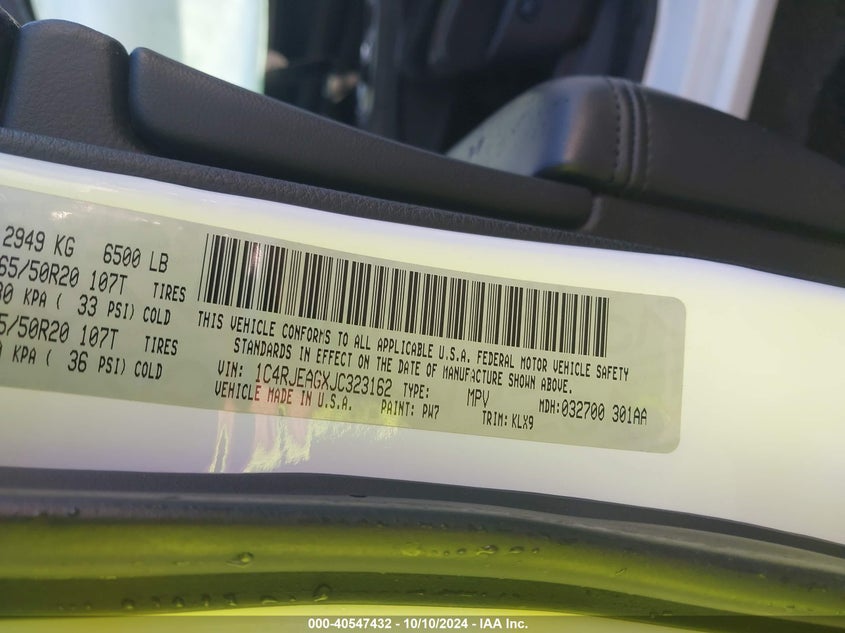 2949 KG 6500 LB
65/50R20 107T TIRES
30 KPA ( 33 PSI) COLD
5/50R20 107T TIRES
KPA ( 36 PSI) COLD
THIS VEHICLE CONFORMS TO ALL APPLICABLE U.S.A. FEDERAL MOTOR VEHICLE SAFETY
STANDARDS IN EFFECT ON THE DATE OF MANUFACTURE SHOWN ABOVE.
VIN: 1C4RJEAGXJC323162 TYPE: MPV MDH:032700 301AA
VEHICLE MADE IN U.S.A. PAINT: PW7 TRIM: KLX9
000-40547432 - 10/10/2024 - IAA Inc.